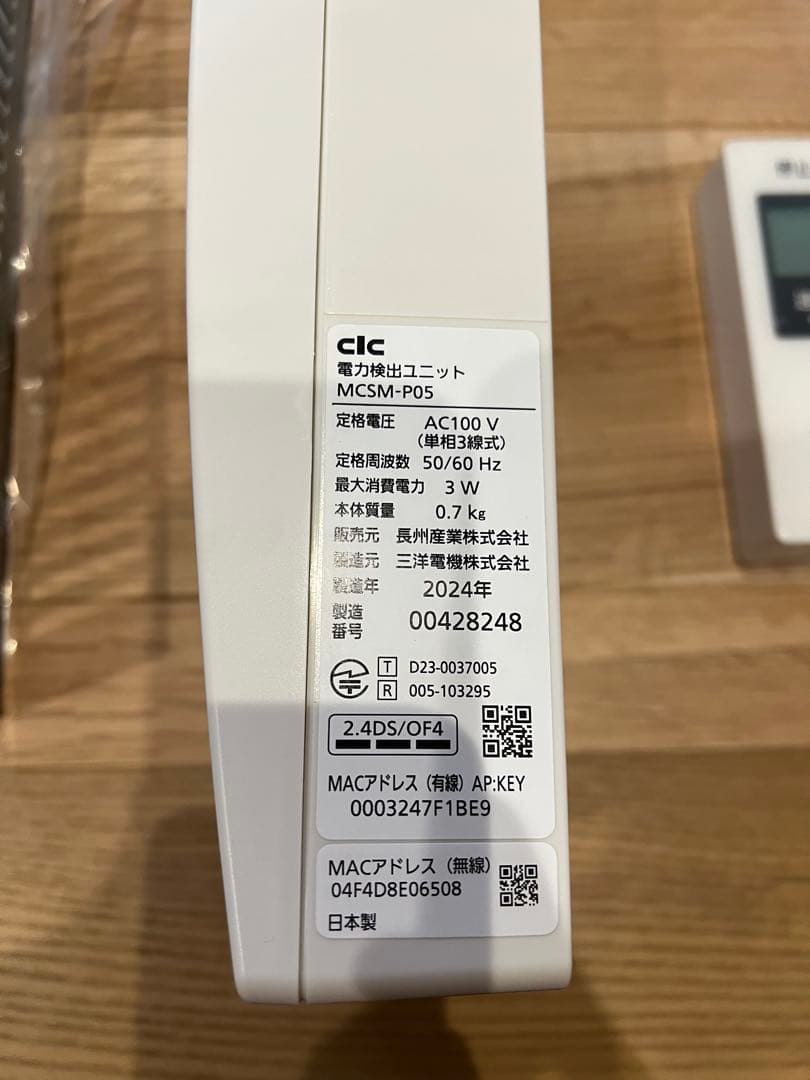 clc
電力検出ユニット
MCSM-P05
定格電圧 AC100 V
(単相3線式)
定格周波数 50/60 Hz
最大消費電力 3 W
本体質量 0.7 kg
販売元 長州産業株式会社
製造元 三洋電機株式会社
製造年 2024年
製造番号 00428248
T D23-0037005
R 005-103295
2.4DS/OF4
MACアドレス（有線）AP:KEY
0003247F1BE9
MACアドレス（無線）
04F4D8E06508
日本製